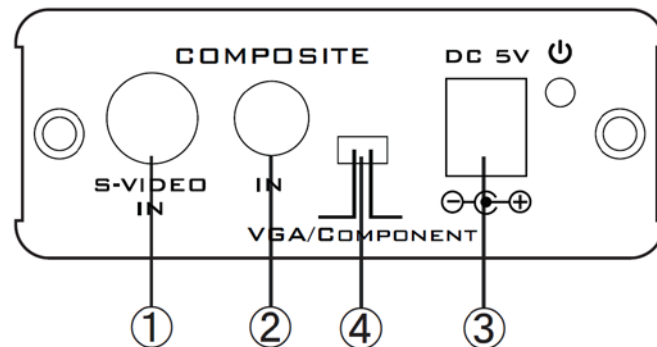 COMPOSITE
DC 5V
S-VIDEO
IN
IN
VGA/COMPONENT
① ② ④ ③